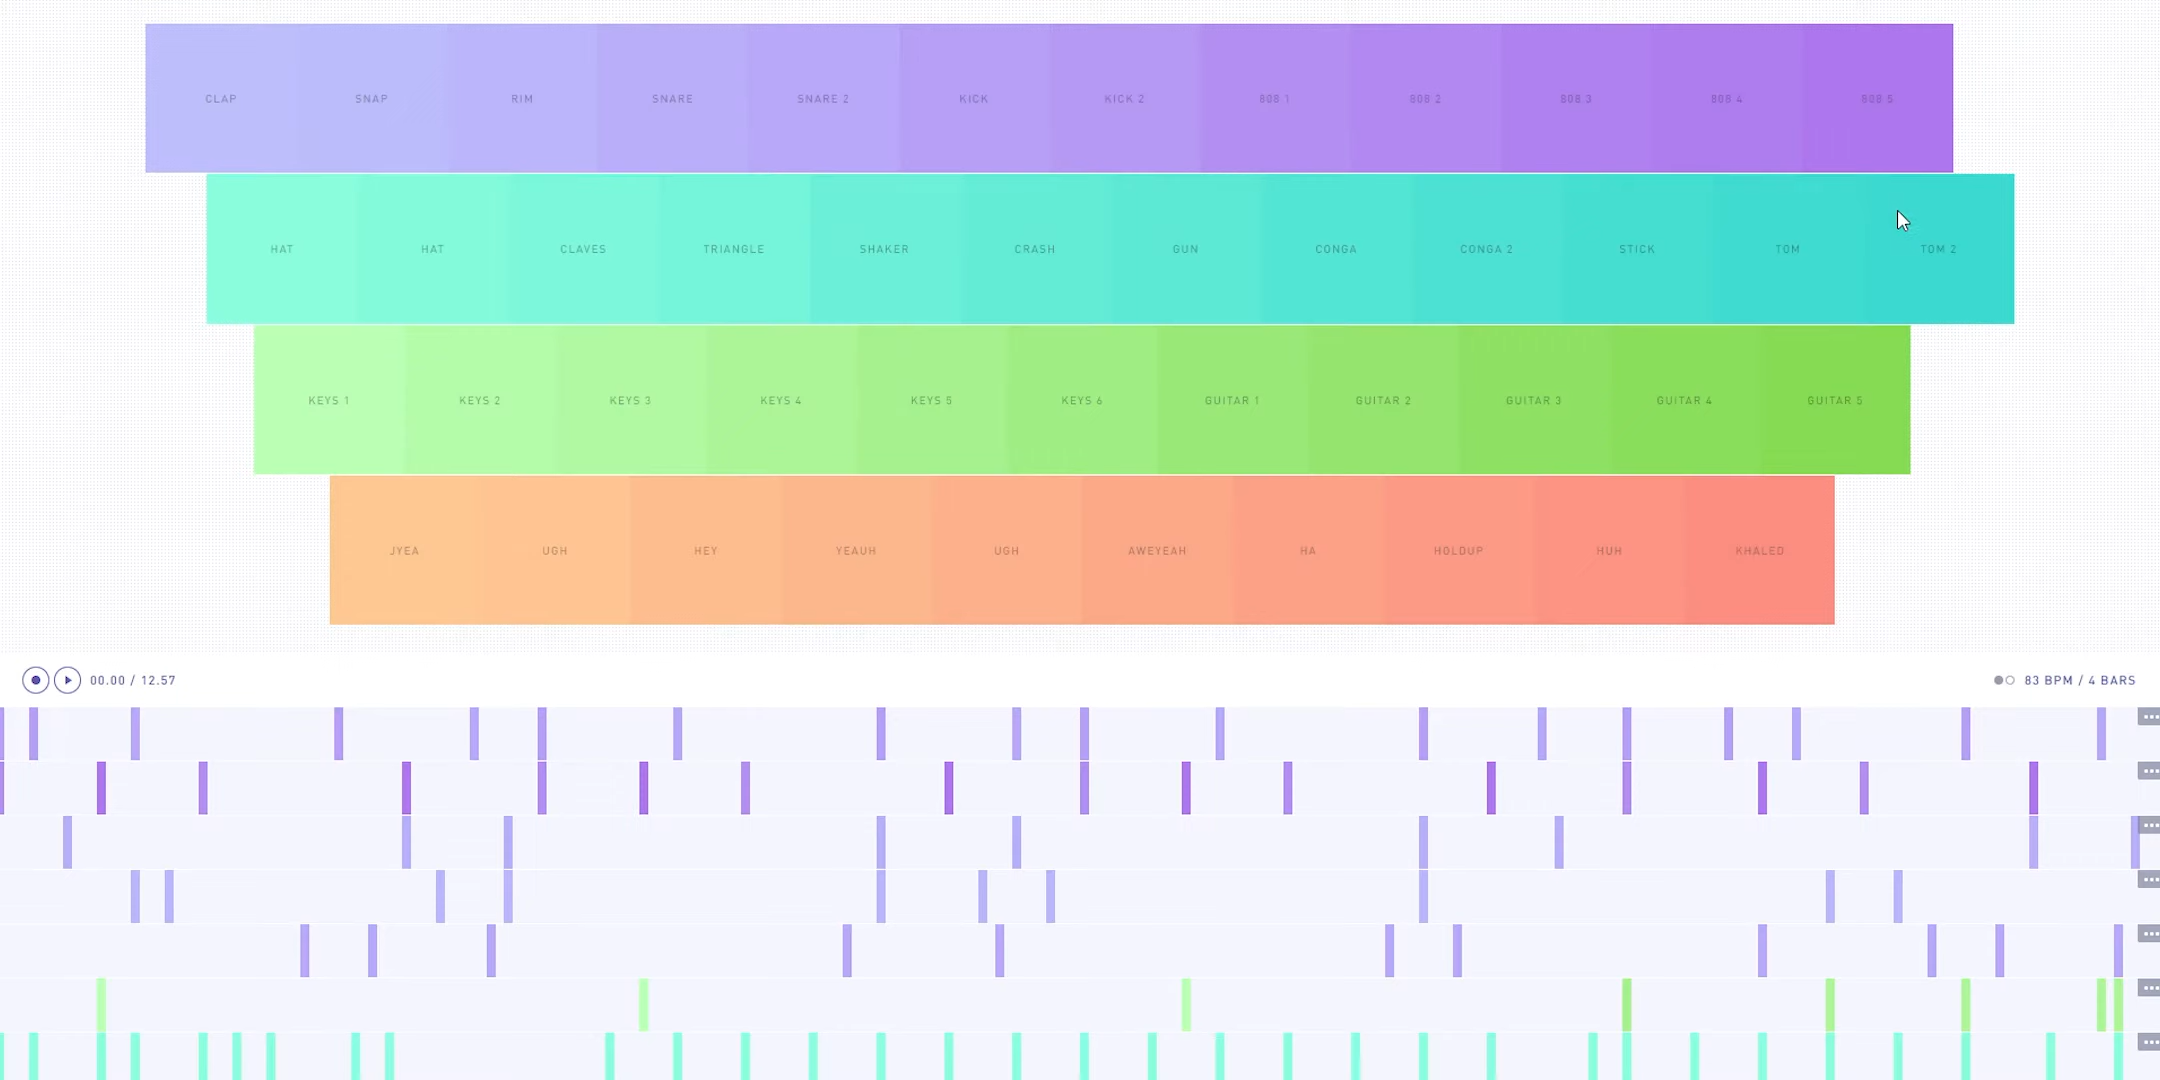 CLAP SNAP RIM SNARE SNARE 2 KICK KICK 2 808 1 808 2 808 3 808 4 808 5
HAT HAT CLAVES TRIANGLE SHAKER CRASH GUN CONGA CONGA 2 STICK TOM TOM 2
KEYS 1 KEYS 2 KEYS 3 KEYS 4 KEYS 5 KEYS 6 GUITAR 1 GUITAR 2 GUITAR 3 GUITAR 4 GUITAR 5
JYEA UGH HEY YEAUH UGH AWEYEAH HA HOLDUP HUH KHALED
00.00 / 12.57 83 BPM / 4 BARS